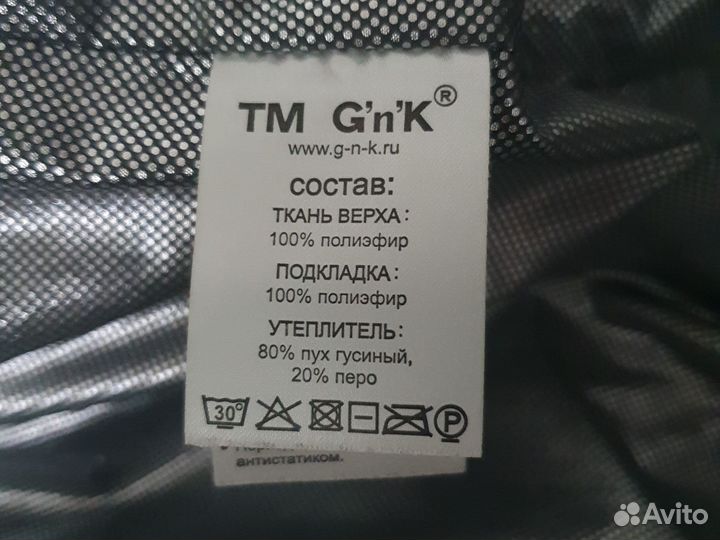 TM G'n'K®
www.g-n-k.ru
состав:
ТКАНЬ ВЕРХА:
100% полиэфир
ПОДКЛАДКА:
100% полиэфир
УТЕПЛИТЕЛЬ:
80% пух гусиный,
20% перо
30° P
антистатиком.
Avito